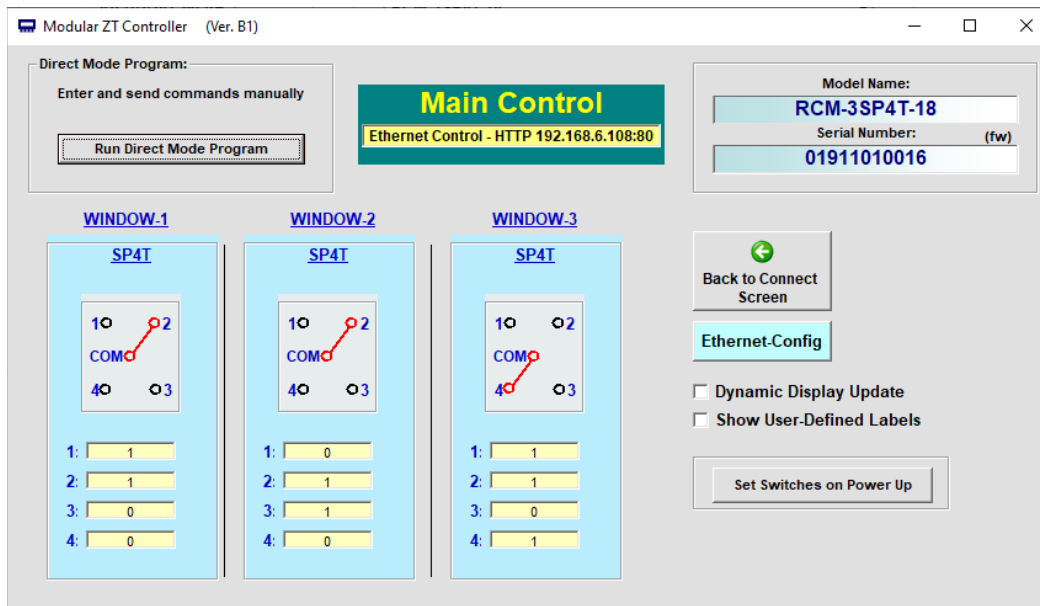 Modular ZT Controller (Ver. B1)
Direct Mode Program:
Enter and send commands manually
Run Direct Mode Program
Main Control
Ethernet Control - HTTP 192.168.6.108:80
Model Name:
RCM-3SP4T-18
Serial Number:
(fw)
01911010016
WINDOW-1
SP4T
1
2
COM
4
3
1: 1
2: 1
3: 0
4: 0
WINDOW-2
SP4T
1
2
COM
4
3
1: 0
2: 1
3: 1
4: 0
WINDOW-3
SP4T
1
2
COM
4
3
1: 1
2: 1
3: 0
4: 1
Back to Connect
Screen
Ethernet-Config
Dynamic Display Update
Show User-Defined Labels
Set Switches on Power Up